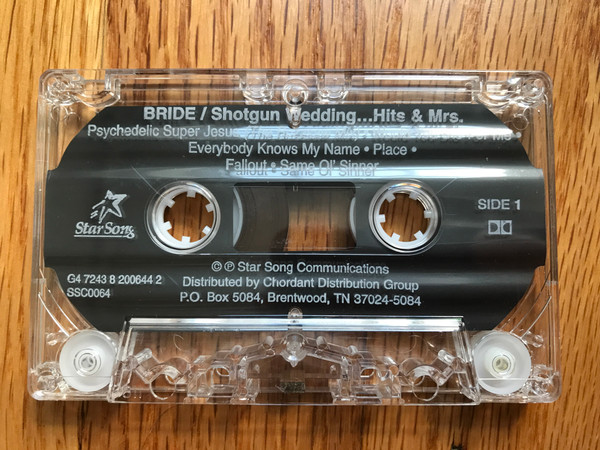 BRIDE / Shotgun Wedding...Hits & Mrs.
Psychedelic Super Jesus
Everybody Knows My Name • Place •
Fallout • Same Ol' Sinner
Star Song
SIDE 1
℗ © Star Song Communications
G4 7243 8 200644 2
Distributed by Chordant Distribution Group
SSC0064
P.O. Box 5084, Brentwood, TN 37024-5084